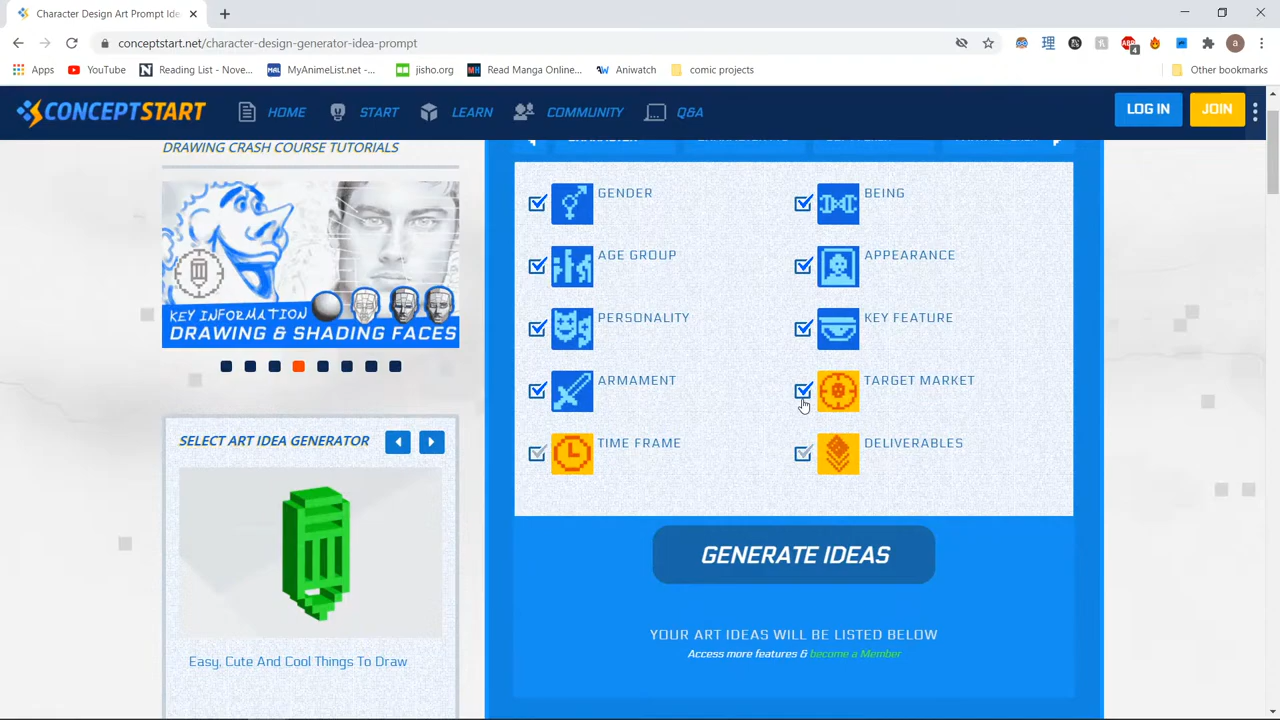 Character Design Art Prompt Ide
conceptstart.net/character-design-generator-idea-prompt
4
a
Apps
YouTube
Reading List - Nove...
MAL
MyAnimeList.net -...
jisho.org
Read Manga Online...
Aniwatch
comic projects
Other bookmarks
CONCEPTSTART
HOME
START
LEARN
COMMUNITY
Q&A
LOG IN
JOIN
DRAWING CRASH COURSE TUTORIALS
KEY INFORMATION
DRAWING & SHADING FACES
SELECT ART IDEA GENERATOR
Easy, Cute And Cool Things To Draw
GENDER
BEING
AGE GROUP
APPEARANCE
PERSONALITY
KEY FEATURE
ARMAMENT
TARGET MARKET
TIME FRAME
DELIVERABLES
GENERATE IDEAS
YOUR ART IDEAS WILL BE LISTED BELOW
Access more features & become a Member